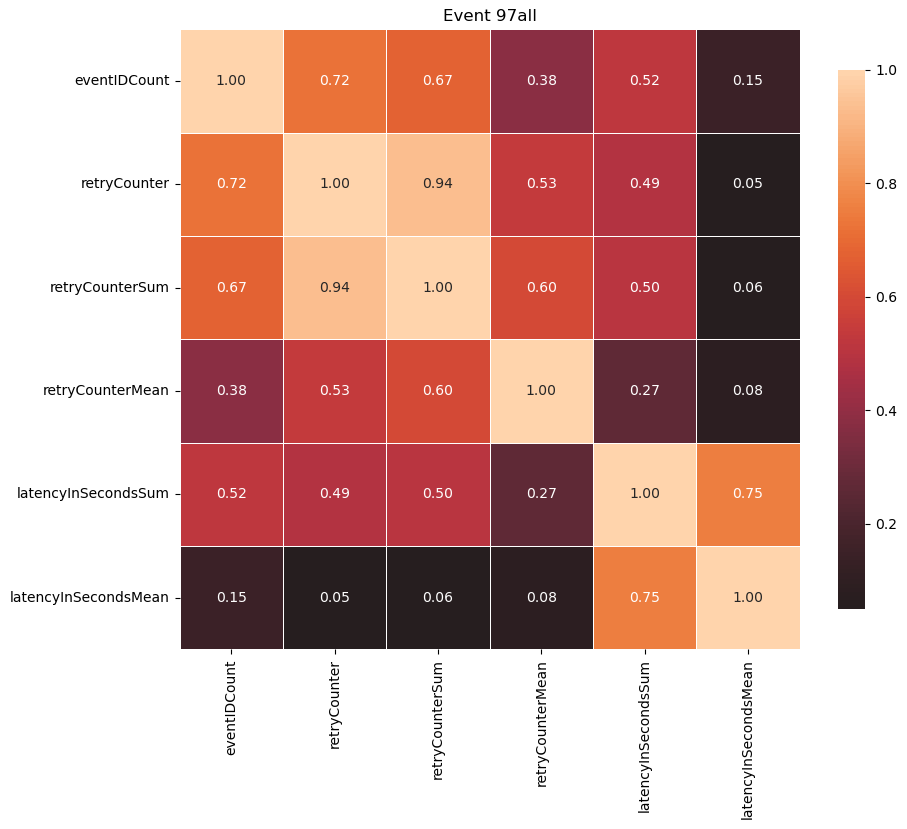 Event 97all
eventIDCount 1.00 0.72 0.67 0.38 0.52 0.15
retryCounter 0.72 1.00 0.94 0.53 0.49 0.05
retryCounterSum 0.67 0.94 1.00 0.60 0.50 0.06
retryCounterMean 0.38 0.53 0.60 1.00 0.27 0.08
latencyInSecondsSum 0.52 0.49 0.50 0.27 1.00 0.75
latencyInSecondsMean 0.15 0.05 0.06 0.08 0.75 1.00
eventIDCount
retryCounter
retryCounterSum
retryCounterMean
latencyInSecondsSum
latencyInSecondsMean
1.0
0.8
0.6
0.4
0.2